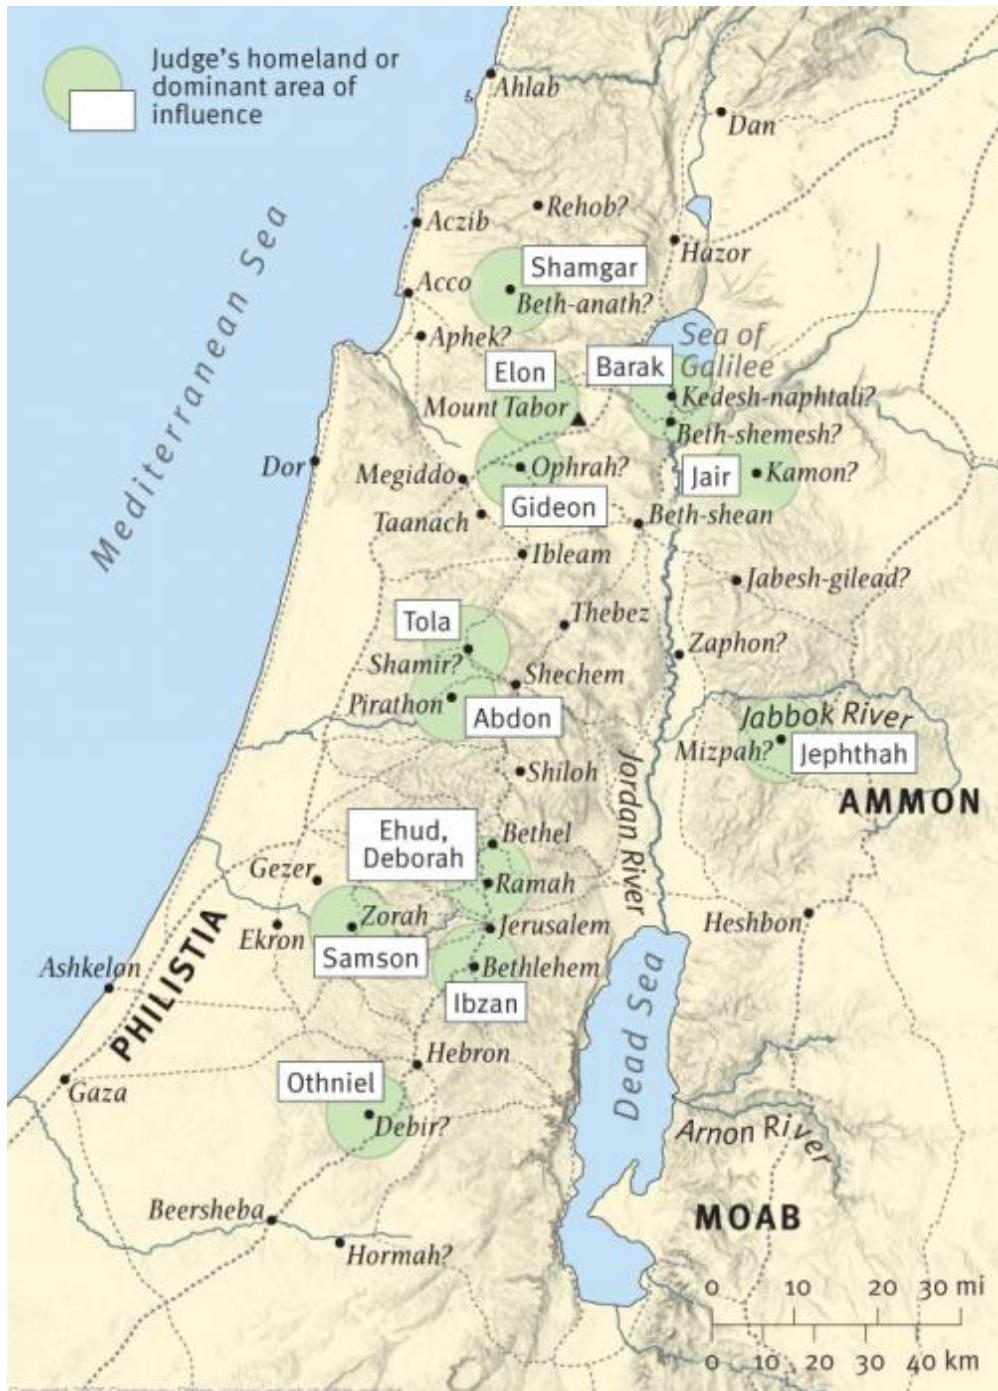 Judge's homeland or
dominant area of
influence
Ahlab
Dan
Mediterranean Sea
Rehob?
Aczib
Hazor
Shamgar
Acco
Beth-anath?
Aphek?
Sea of
Galilee
Elon
Barak
Kedesh-naphtali?
Mount Tabor
Beth-shemesh?
Dor
Megiddo
Ophrah?
Jair
Kamon?
Gideon
Taanach
Beth-shean
Ibleam
Jabesh-gilead?
Tola
Thebez
Zaphon?
Shamir?
Shechem
Pirathon
Abdon
Jabbok River
Mizpah?
Jephthah
Shiloh
Jordan River
AMMON
Ehud,
Deborah
Bethel
Gezer
Ramah
Zorah
Jerusalem
Heshbon
Ekron
Samson
Ashkelon
PHILISTIA
Bethlehem
Ibzan
Dead Sea
Hebron
Othniel
Gaza
Debir?
Arnon River
Beersheba
MOAB
Hormah?
0 10 20 30 mi
0 10 20 30 40 km